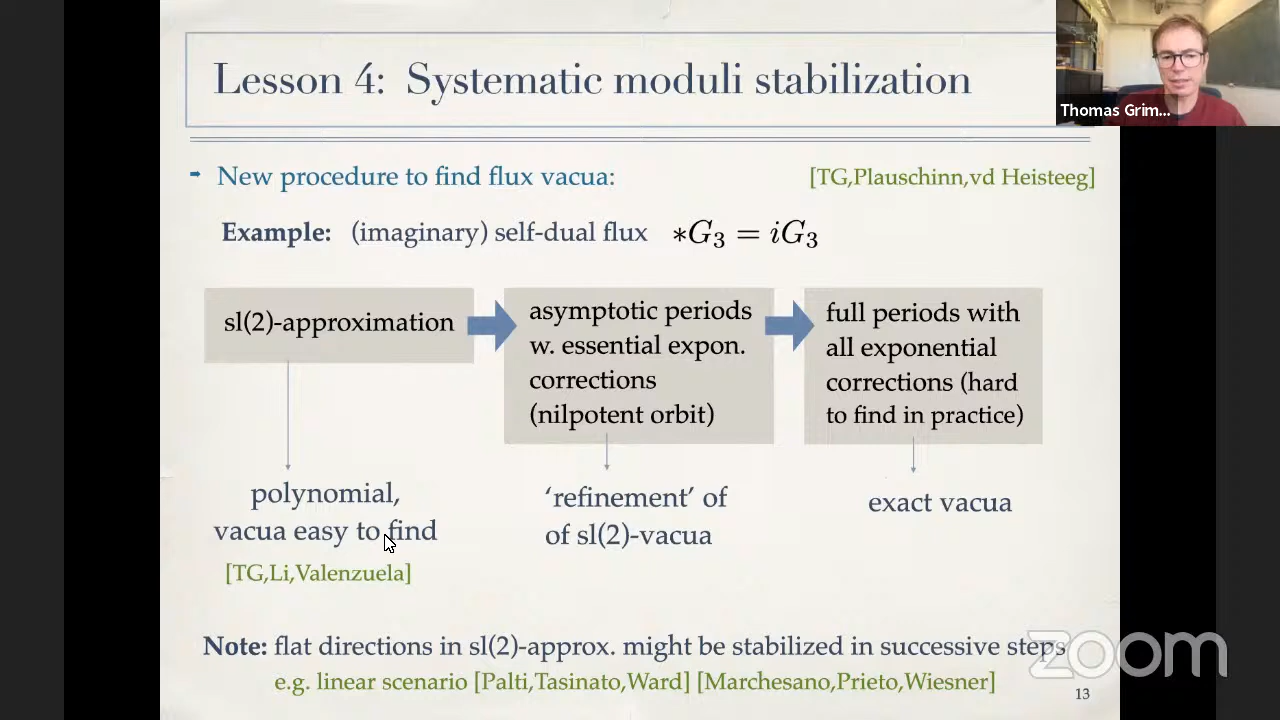 Lesson 4: Systematic moduli stabilization
Thomas Grim...
➡ New procedure to find flux vacua:
[TG,Plauschinn,vd Heisteeg]
Example: (imaginary) self-dual flux ∗G₃ = iG₃
sl(2)-approximation
asymptotic periods
w. essential expon.
corrections
(nilpotent orbit)
full periods with
all exponential
corrections (hard
to find in practice)
polynomial,
vacua easy to find
[TG,Li,Valenzuela]
‘refinement’ of
of sl(2)-vacua
exact vacua
Note: flat directions in sl(2)-approx. might be stabilized in successive steps
e.g. linear scenario [Palti,Tasinato,Ward] [Marchesano,Prieto,Wiesner]
zoom
13